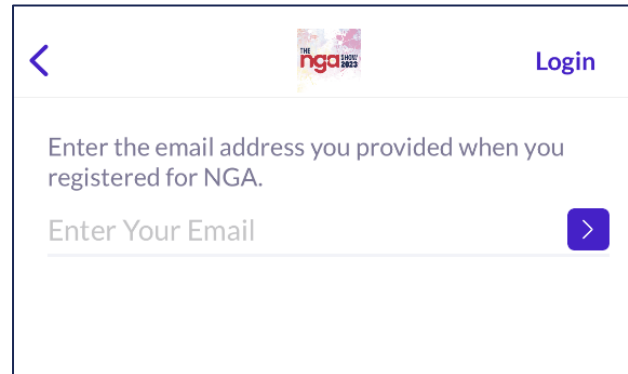 THE
nga SHOW
2023
Login
Enter the email address you provided when you
registered for NGA.
Enter Your Email